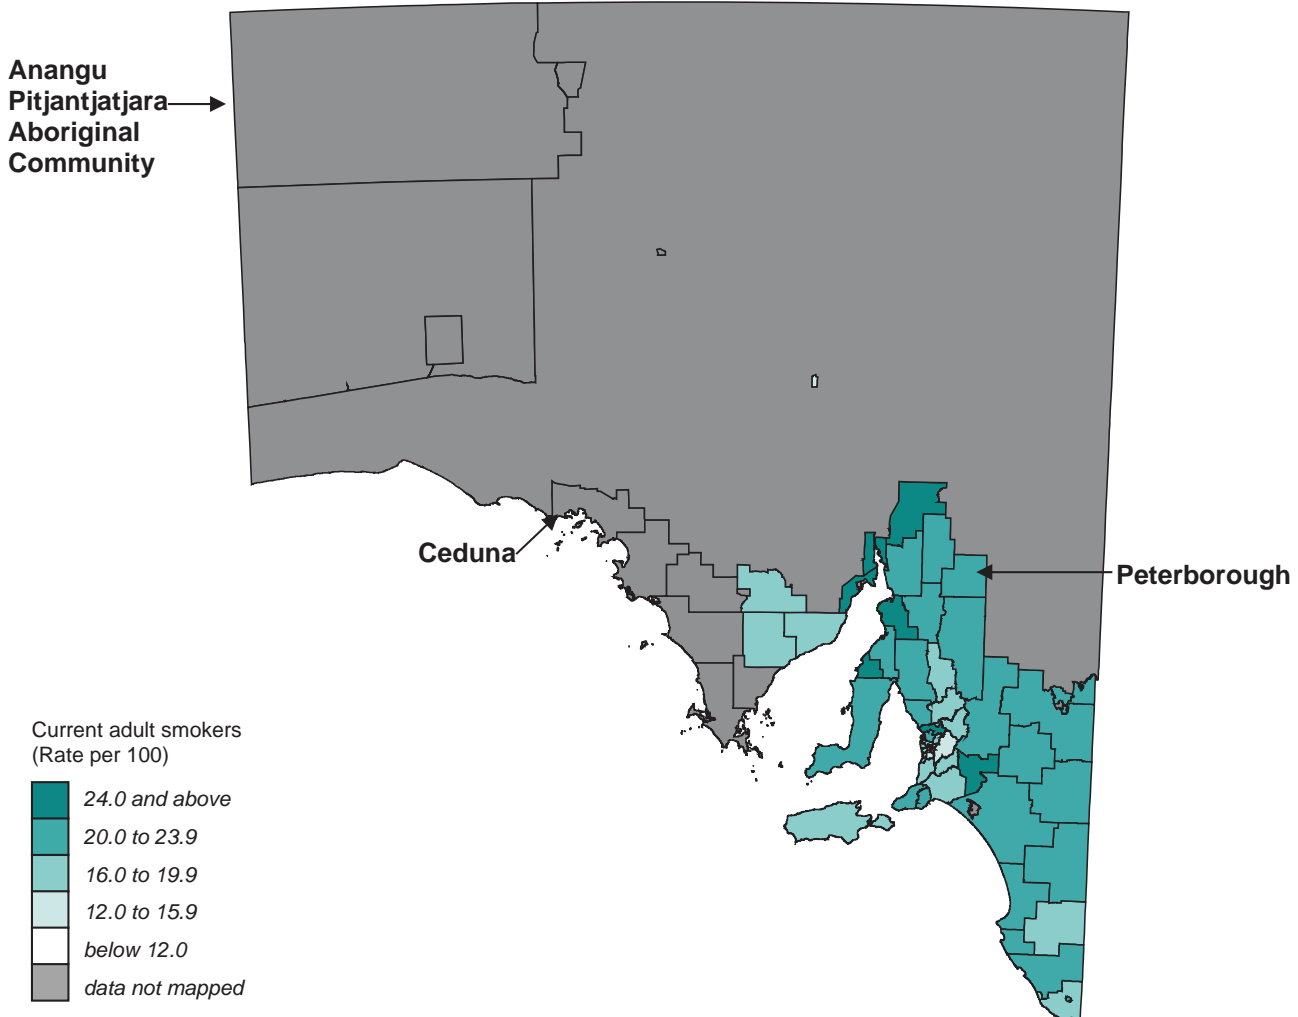 Anangu
Pitjantjatjara
Aboriginal
Community
Ceduna
Peterborough
Current adult smokers
(Rate per 100)
24.0 and above
20.0 to 23.9
16.0 to 19.9
12.0 to 15.9
below 12.0
data not mapped